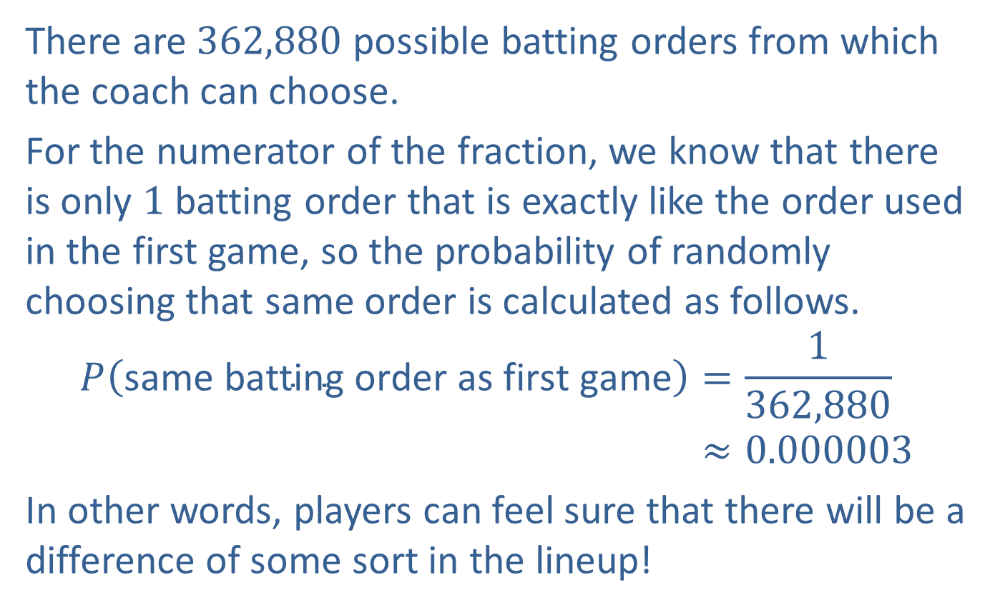 There are 362,880 possible batting orders from which
the coach can choose.
For the numerator of the fraction, we know that there
is only 1 batting order that is exactly like the order used
in the first game, so the probability of randomly
choosing that same order is calculated as follows.
P(same batting order as first game) = 1/362,880
≈ 0.000003
In other words, players can feel sure that there will be a
difference of some sort in the lineup!